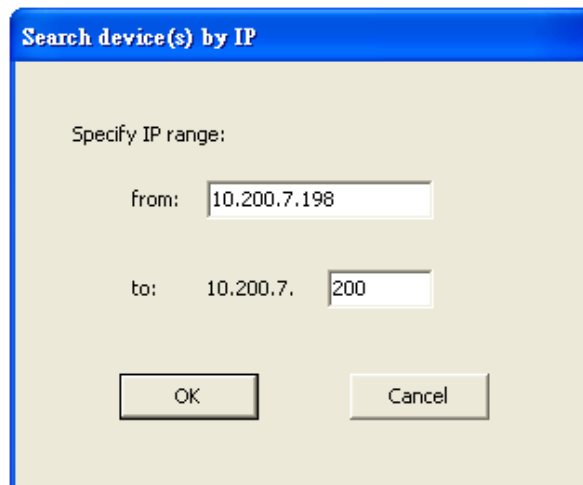 Search device(s) by IP
Specify IP range:
from: 10.200.7.198
to: 10.200.7. 200
OK Cancel